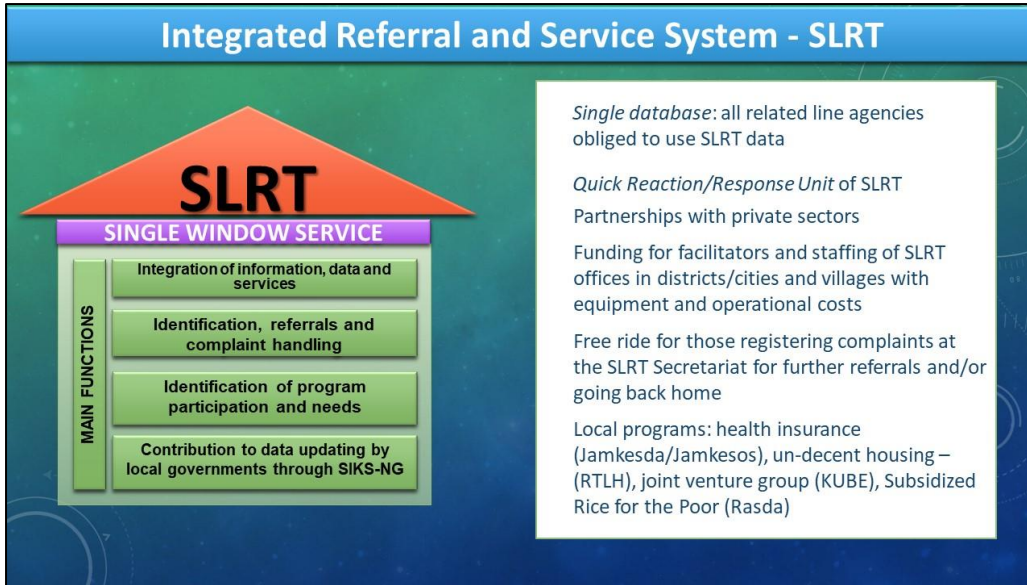 Integrated Referral and Service System - SLRT
SLRT
SINGLE WINDOW SERVICE
MAIN FUNCTIONS
Integration of information, data and
services
Identification, referrals and
complaint handling
Identification of program
participation and needs
Contribution to data updating by
local governments through SIKS-NG
Single database: all related line agencies
obliged to use SLRT data
Quick Reaction/Response Unit of SLRT
Partnerships with private sectors
Funding for facilitators and staffing of SLRT
offices in districts/cities and villages with
equipment and operational costs
Free ride for those registering complaints at
the SLRT Secretariat for further referrals and/or
going back home
Local programs: health insurance
(Jamkesda/Jamkesos), un-decent housing –
(RTLH), joint venture group (KUBE), Subsidized
Rice for the Poor (Rasda)